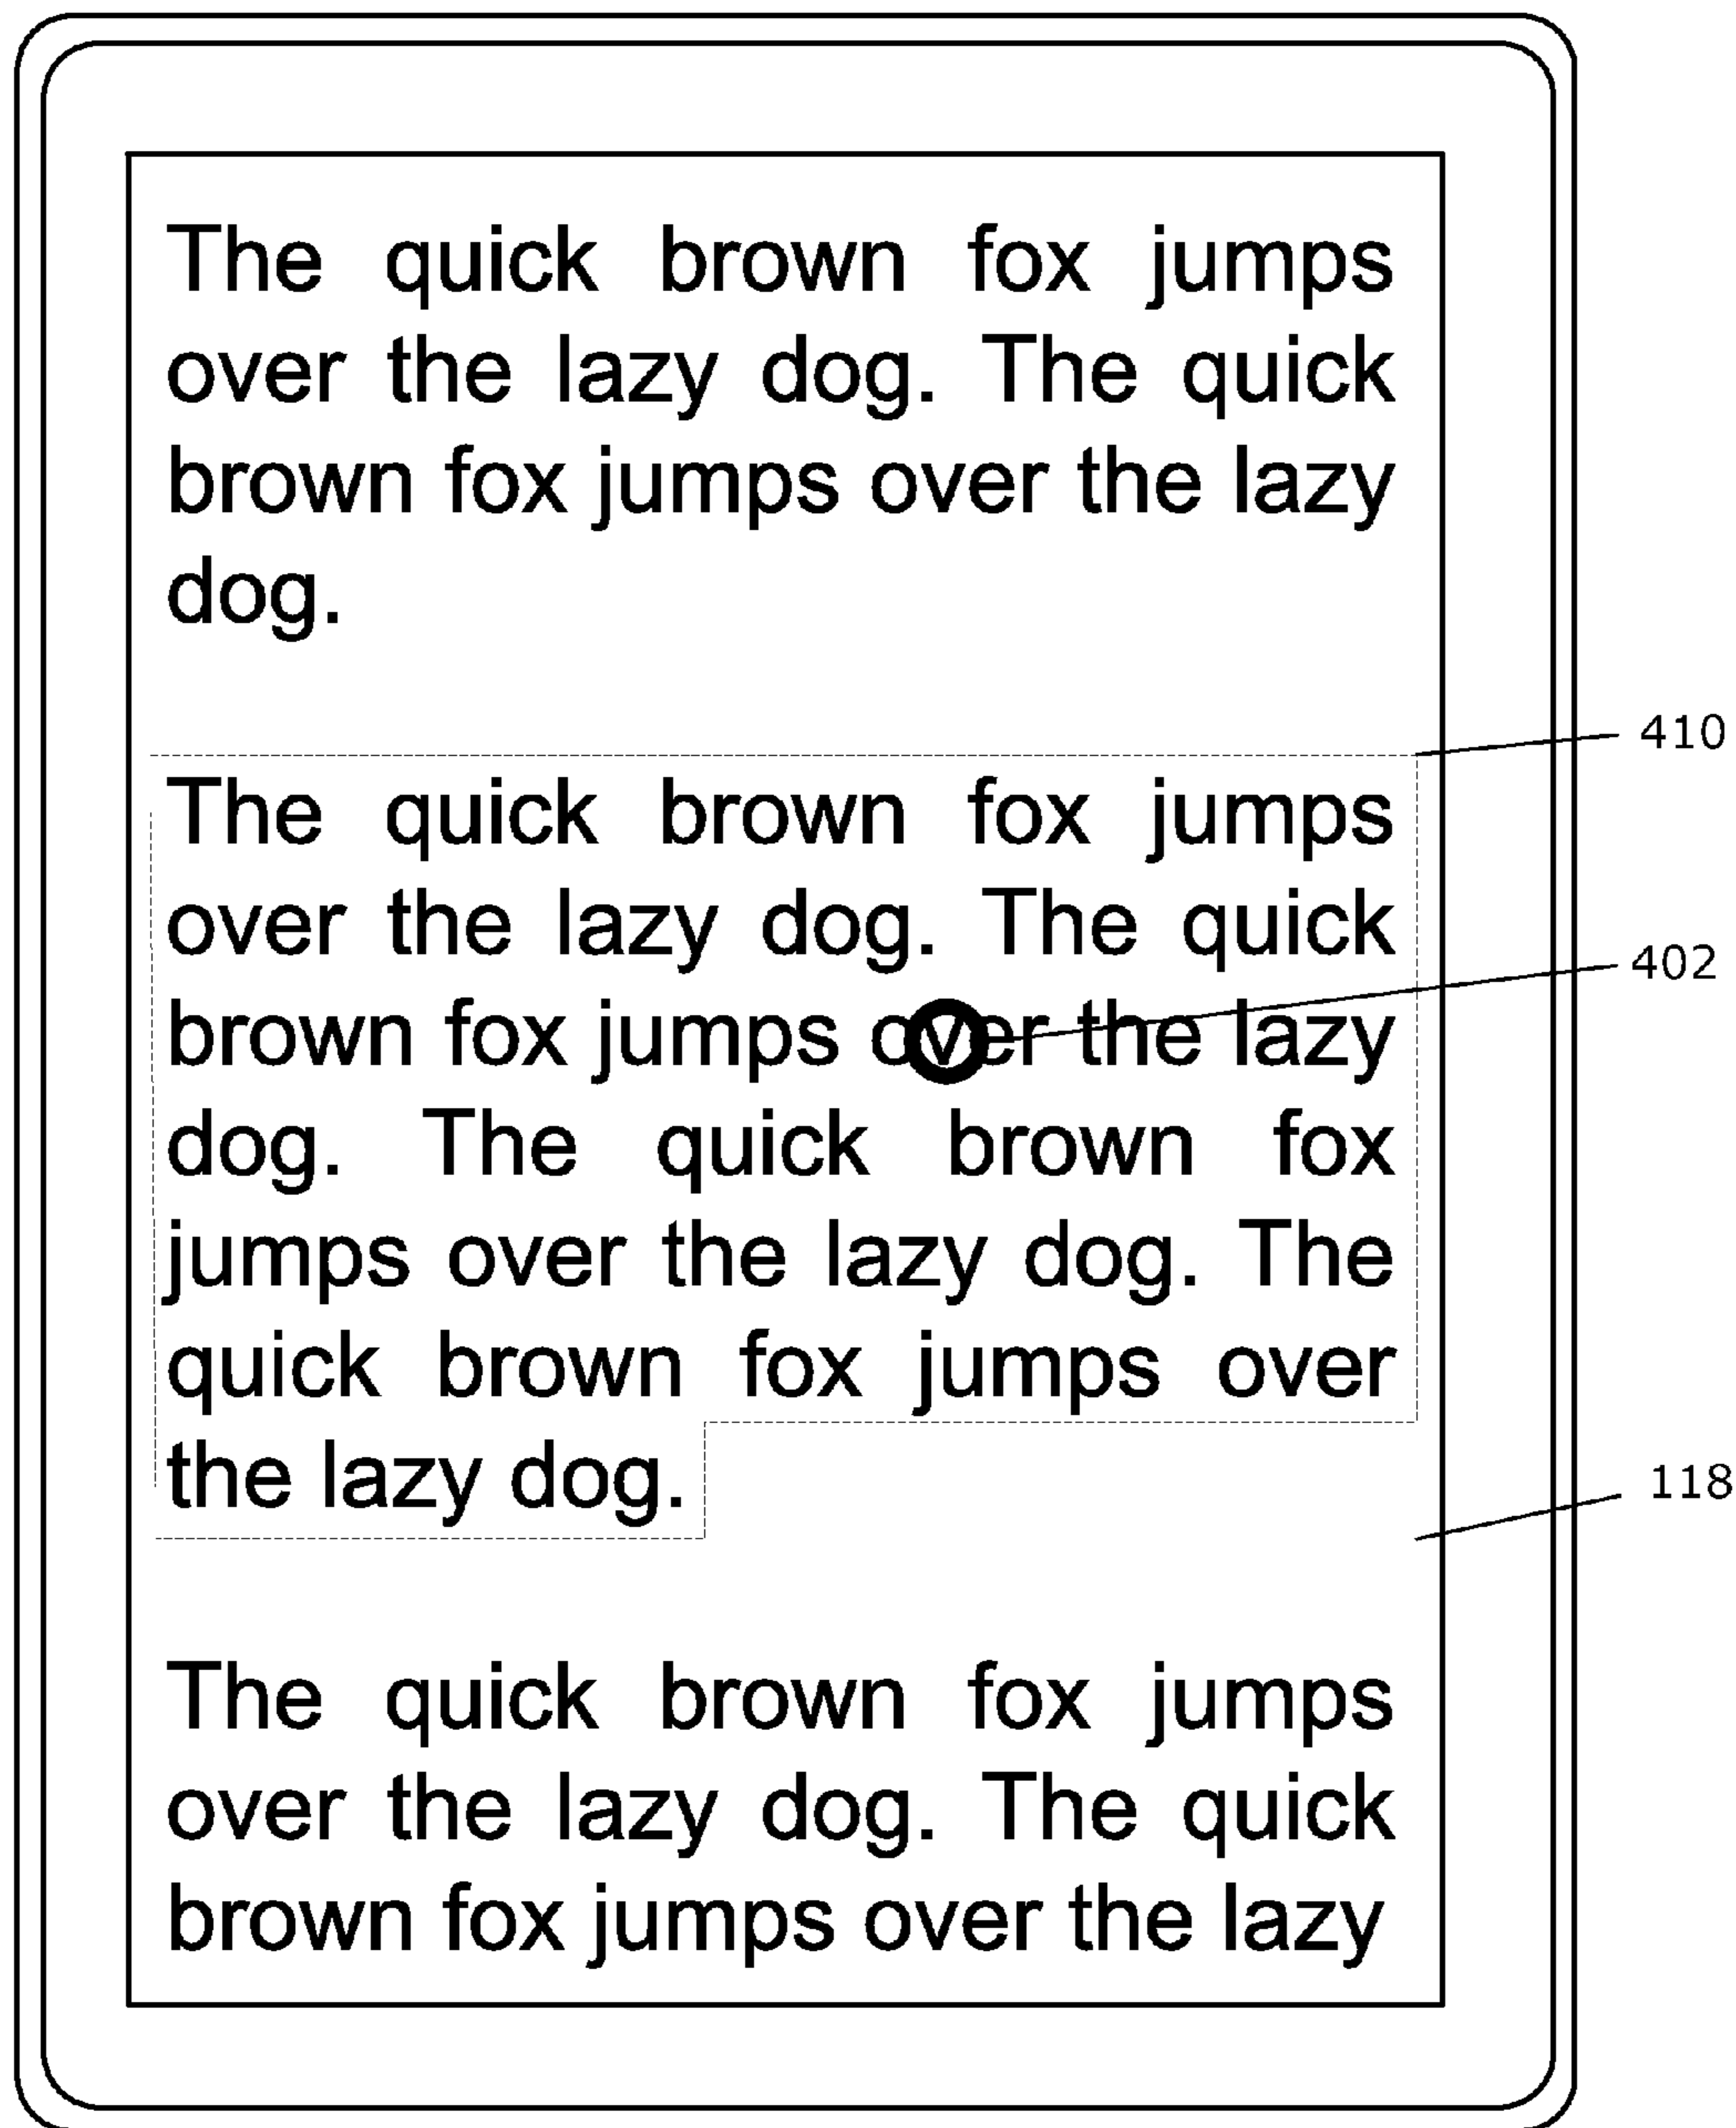 The quick brown fox jumps
over the lazy dog. The quick
brown fox jumps over the lazy
dog.
410
The quick brown fox jumps
over the lazy dog. The quick
402
brown fox jumps over the lazy
dog. The quick brown fox
jumps over the lazy dog. The
quick brown fox jumps over
the lazy dog.
118
The quick brown fox jumps
over the lazy dog. The quick
brown fox jumps over the lazy